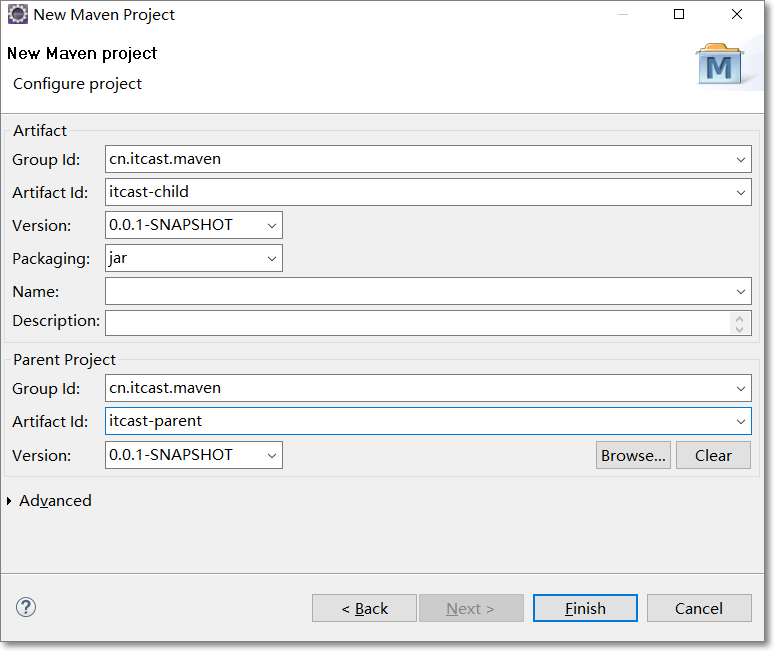 New Maven Project
New Maven project
Configure project
M
Artifact
Group Id: cn.itcast.maven
Artifact Id: itcast-child
Version: 0.0.1-SNAPSHOT
Packaging: jar
Name:
Description:
Parent Project
Group Id: cn.itcast.maven
Artifact Id: itcast-parent
Version: 0.0.1-SNAPSHOT Browse... Clear
Advanced
? < Back Next > Finish Cancel